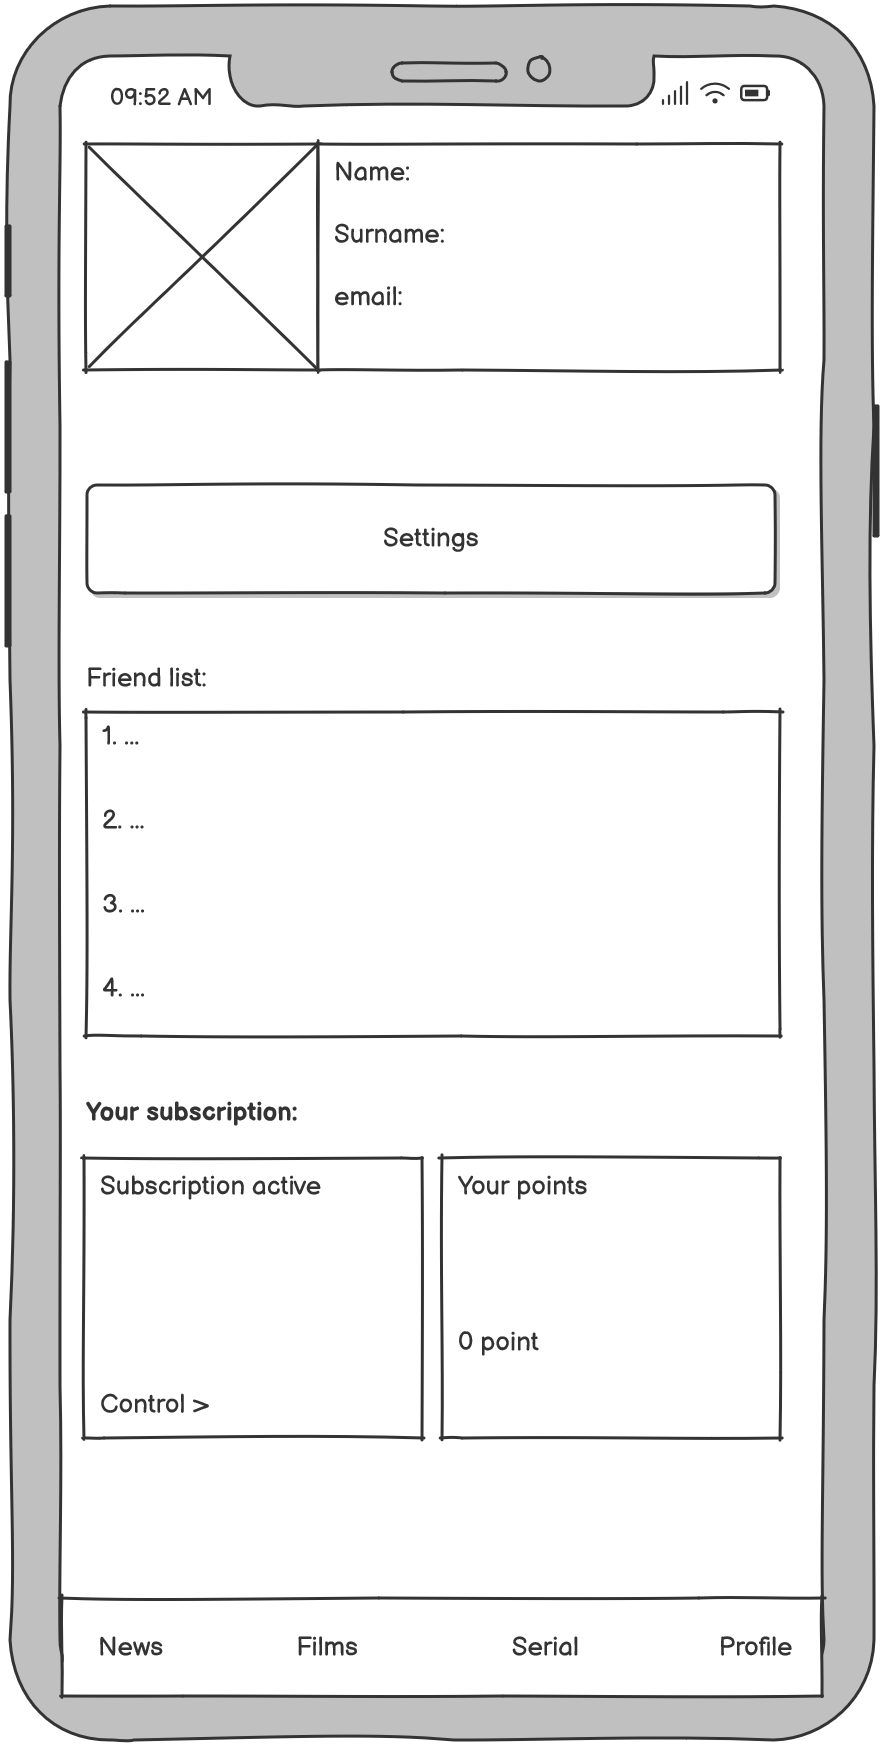 09:52 AM
Name:
Surname:
email:
Settings
Friend list:
1. ...
2. ...
3. ...
4. ...
Your subscription:
Subscription active
Control >
Your points
0 point
News
Films
Serial
Profile